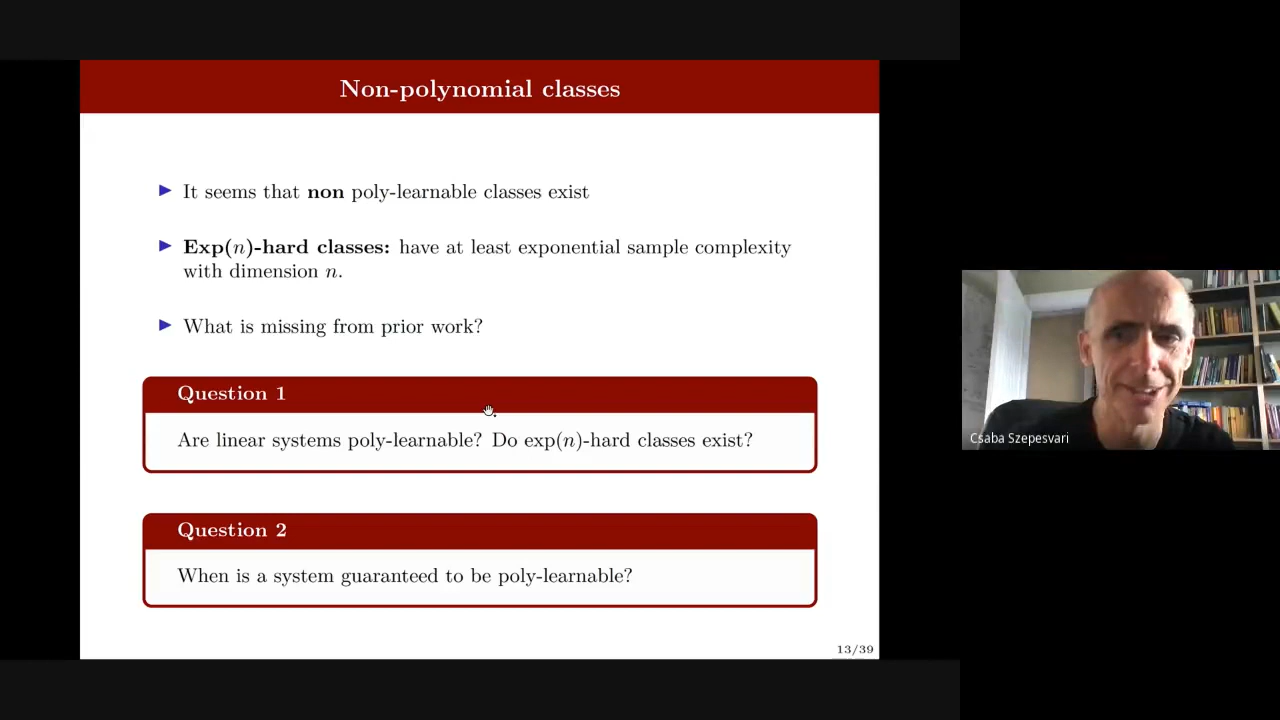 Non-polynomial classes
It seems that non poly-learnable classes exist
Exp(n)-hard classes: have at least exponential sample complexity
with dimension n.
What is missing from prior work?
Question 1
Are linear systems poly-learnable? Do exp(n)-hard classes exist?
Question 2
When is a system guaranteed to be poly-learnable?
13/39
Csaba Szepesvari